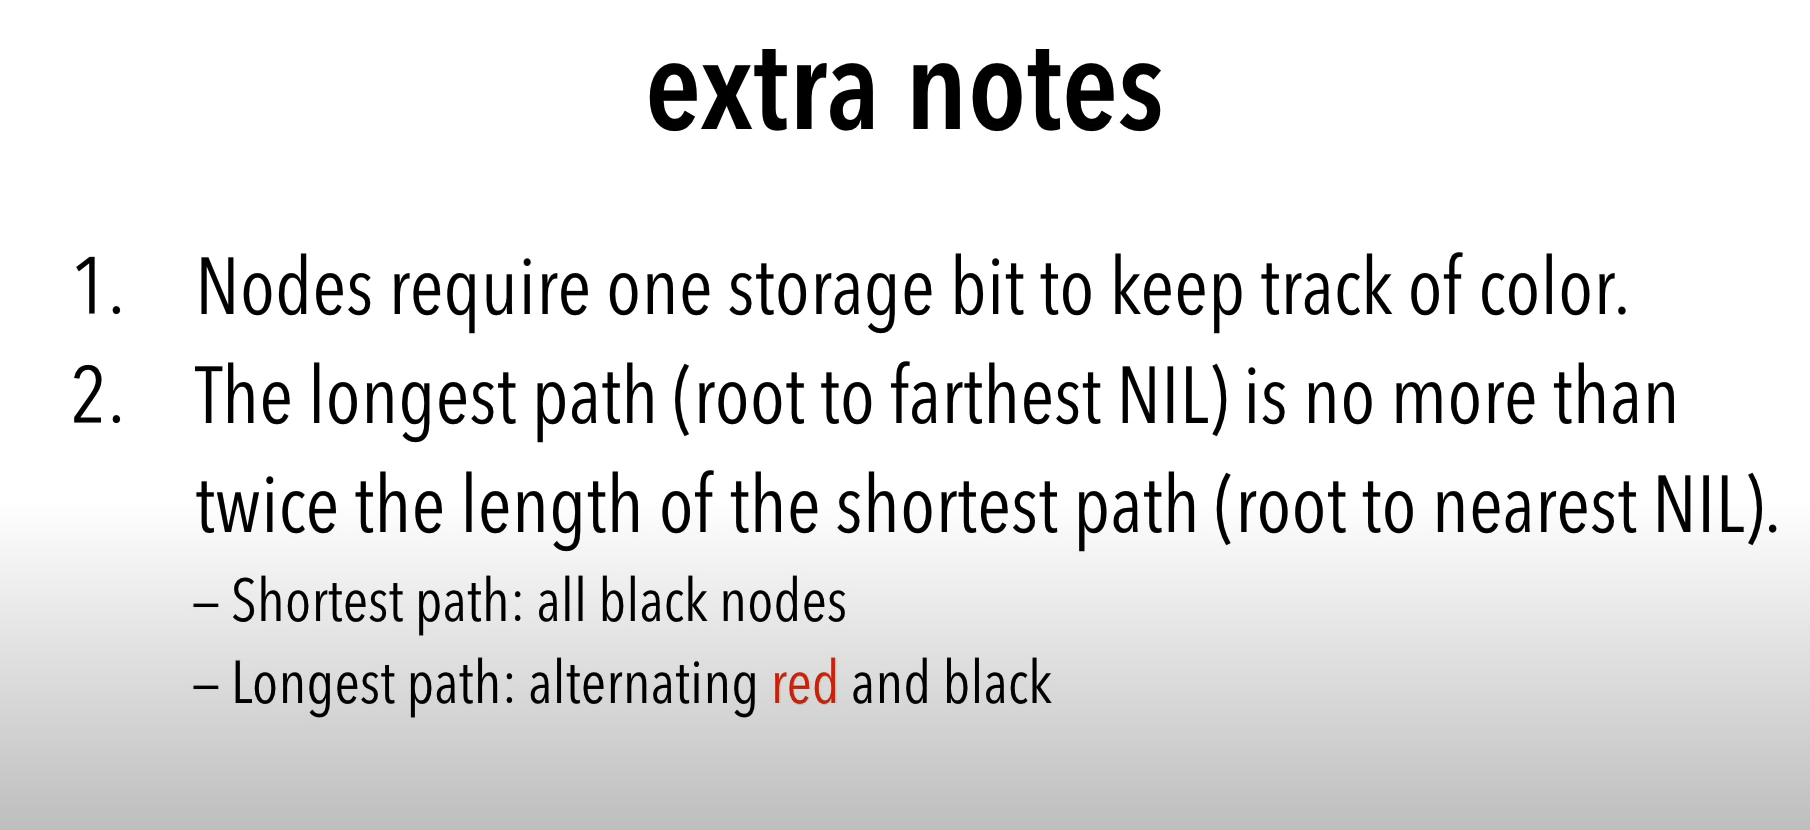 extra notes
1. Nodes require one storage bit to keep track of color.
2. The longest path (root to farthest NIL) is no more than
twice the length of the shortest path (root to nearest NIL).
– Shortest path: all black nodes
– Longest path: alternating red and black